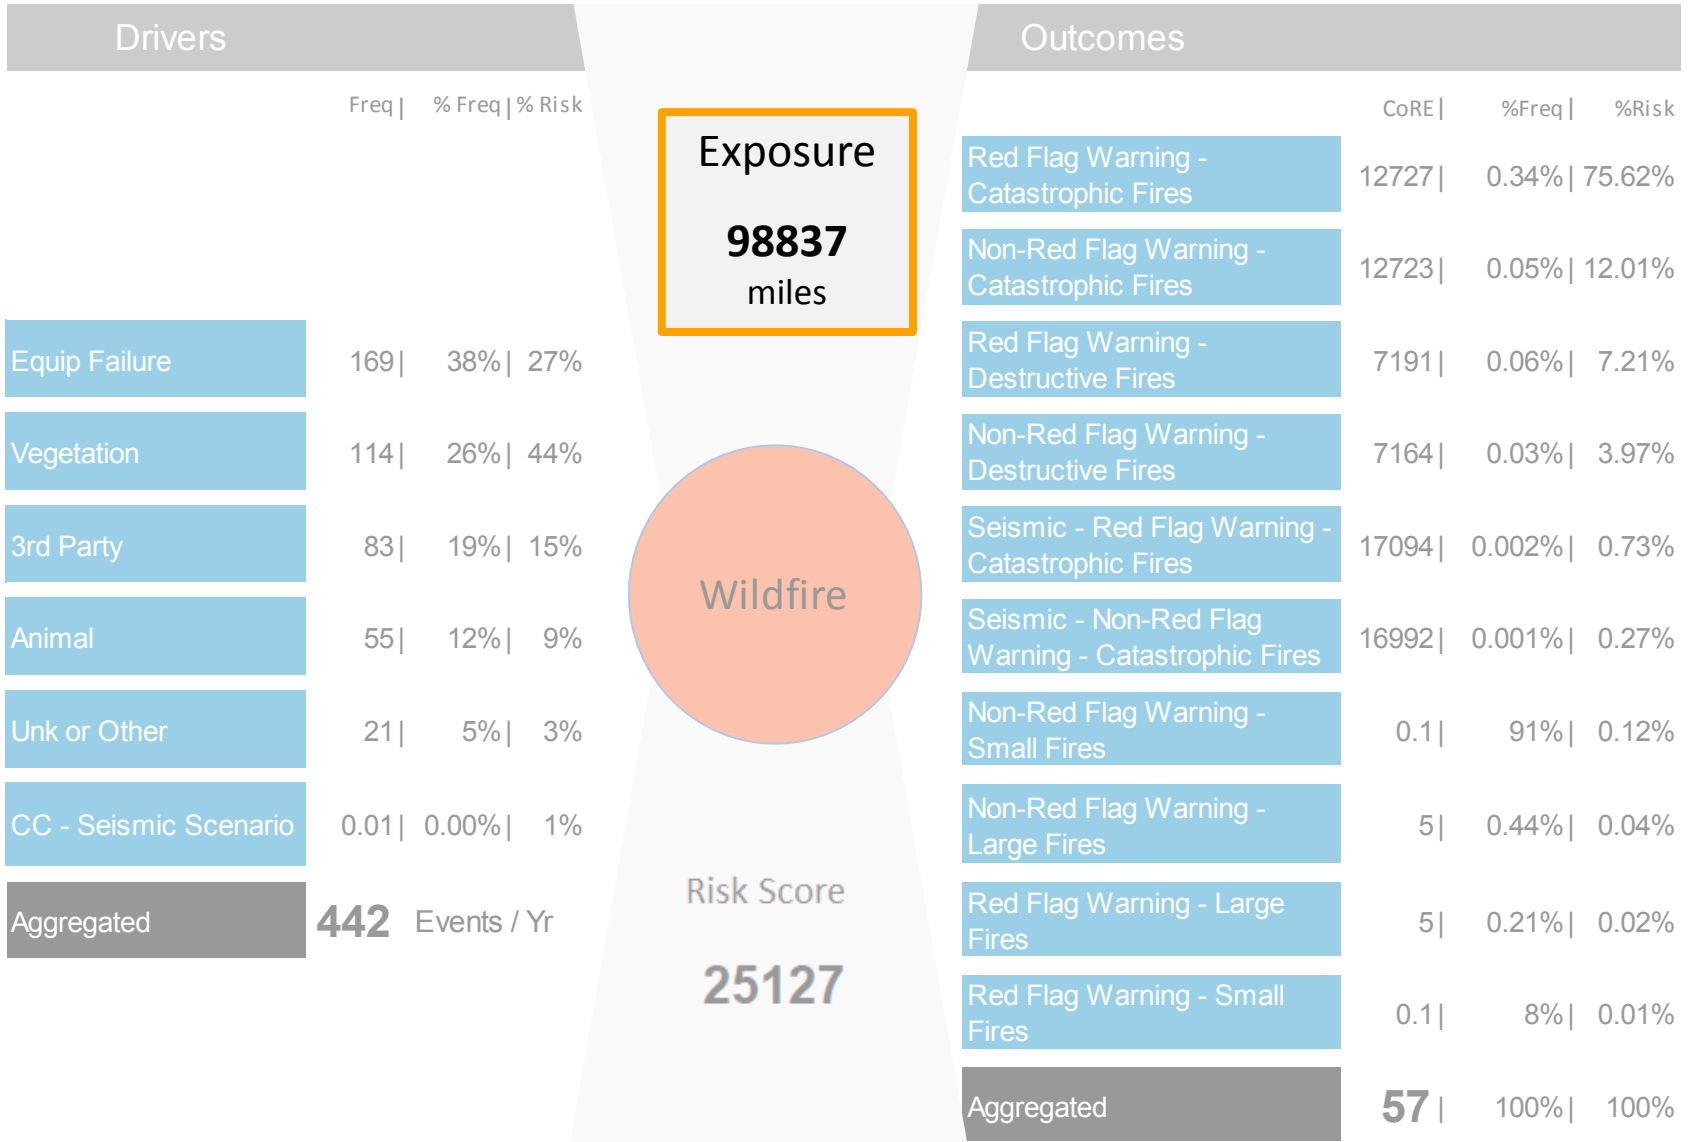 Drivers
Freq | % Freq | % Risk
Equip Failure 169 | 38% | 27%
Vegetation 114 | 26% | 44%
3rd Party 83 | 19% | 15%
Animal 55 | 12% | 9%
Unk or Other 21 | 5% | 3%
CC - Seismic Scenario 0.01 | 0.00% | 1%
Aggregated 442 Events / Yr
Exposure
98837
miles
Wildfire
Risk Score
25127
Outcomes
CoRE | %Freq | %Risk
Red Flag Warning -
Catastrophic Fires 12727 | 0.34% | 75.62%
Non-Red Flag Warning -
Catastrophic Fires 12723 | 0.05% | 12.01%
Red Flag Warning -
Destructive Fires 7191 | 0.06% | 7.21%
Non-Red Flag Warning -
Destructive Fires 7164 | 0.03% | 3.97%
Seismic - Red Flag Warning -
Catastrophic Fires 17094 | 0.002% | 0.73%
Seismic - Non-Red Flag
Warning - Catastrophic Fires 16992 | 0.001% | 0.27%
Non-Red Flag Warning -
Small Fires 0.1 | 91% | 0.12%
Non-Red Flag Warning -
Large Fires 5 | 0.44% | 0.04%
Red Flag Warning - Large
Fires 5 | 0.21% | 0.02%
Red Flag Warning - Small
Fires 0.1 | 8% | 0.01%
Aggregated 57 | 100% | 100%